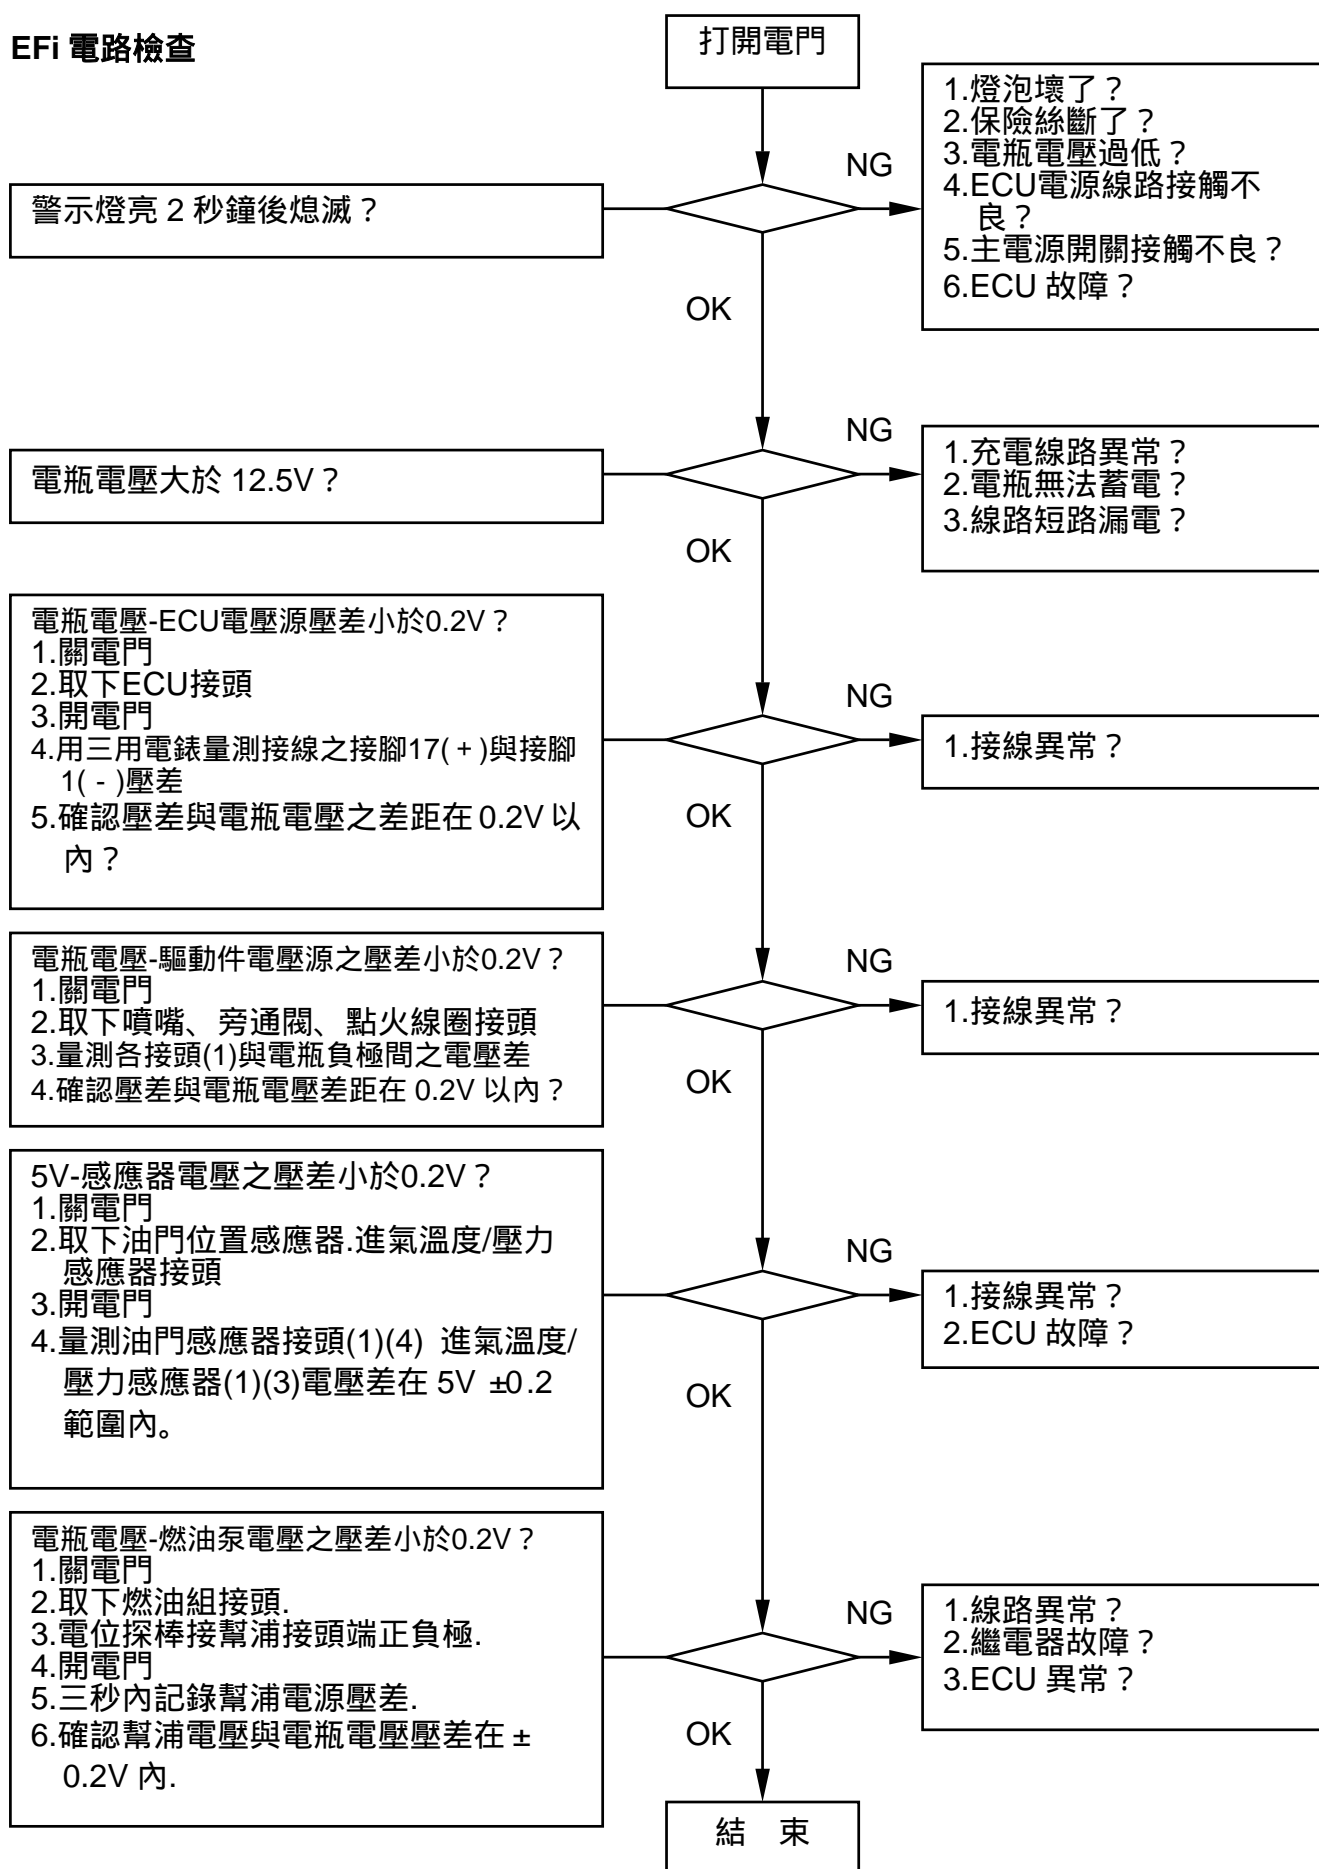 EFi 電路檢查
打開電門
警示燈亮 2 秒鐘後熄滅？
NG
1.燈泡壞了？
2.保險絲斷了？
3.電瓶電壓過低？
4.ECU電源線路接觸不
良？
5.主電源開關接觸不良？
6.ECU 故障？
OK
電瓶電壓大於 12.5V？
NG
1.充電線路異常？
2.電瓶無法蓄電？
3.線路短路漏電？
OK
電瓶電壓-ECU電壓源壓差小於0.2V？
1.關電門
2.取下ECU接頭
3.開電門
4.用三用電錶量測接線之接腳17( + )與接腳
1( - )壓差
5.確認壓差與電瓶電壓之差距在 0.2V 以
內？
NG
1.接線異常？
OK
電瓶電壓-驅動件電壓源之壓差小於0.2V？
1.關電門
2.取下噴嘴、旁通閥、點火線圈接頭
3.量測各接頭(1)與電瓶負極間之電壓差
4.確認壓差與電瓶電壓差距在 0.2V 以內？
NG
1.接線異常？
OK
5V-感應器電壓之壓差小於0.2V？
1.關電門
2.取下油門位置感應器.進氣溫度/壓力
感應器接頭
3.開電門
4.量測油門感應器接頭(1)(4) 進氣溫度/
壓力感應器(1)(3)電壓差在 5V ±0.2
範圍內。
NG
1.接線異常？
2.ECU 故障？
OK
電瓶電壓-燃油泵電壓之壓差小於0.2V？
1.關電門
2.取下燃油組接頭.
3.電位探棒接幫浦接頭端正負極.
4.開電門
5.三秒內記錄幫浦電源壓差.
6.確認幫浦電壓與電瓶電壓壓差在 ±
0.2V 內.
NG
1.線路異常？
2.繼電器故障？
3.ECU 異常？
OK
結 束